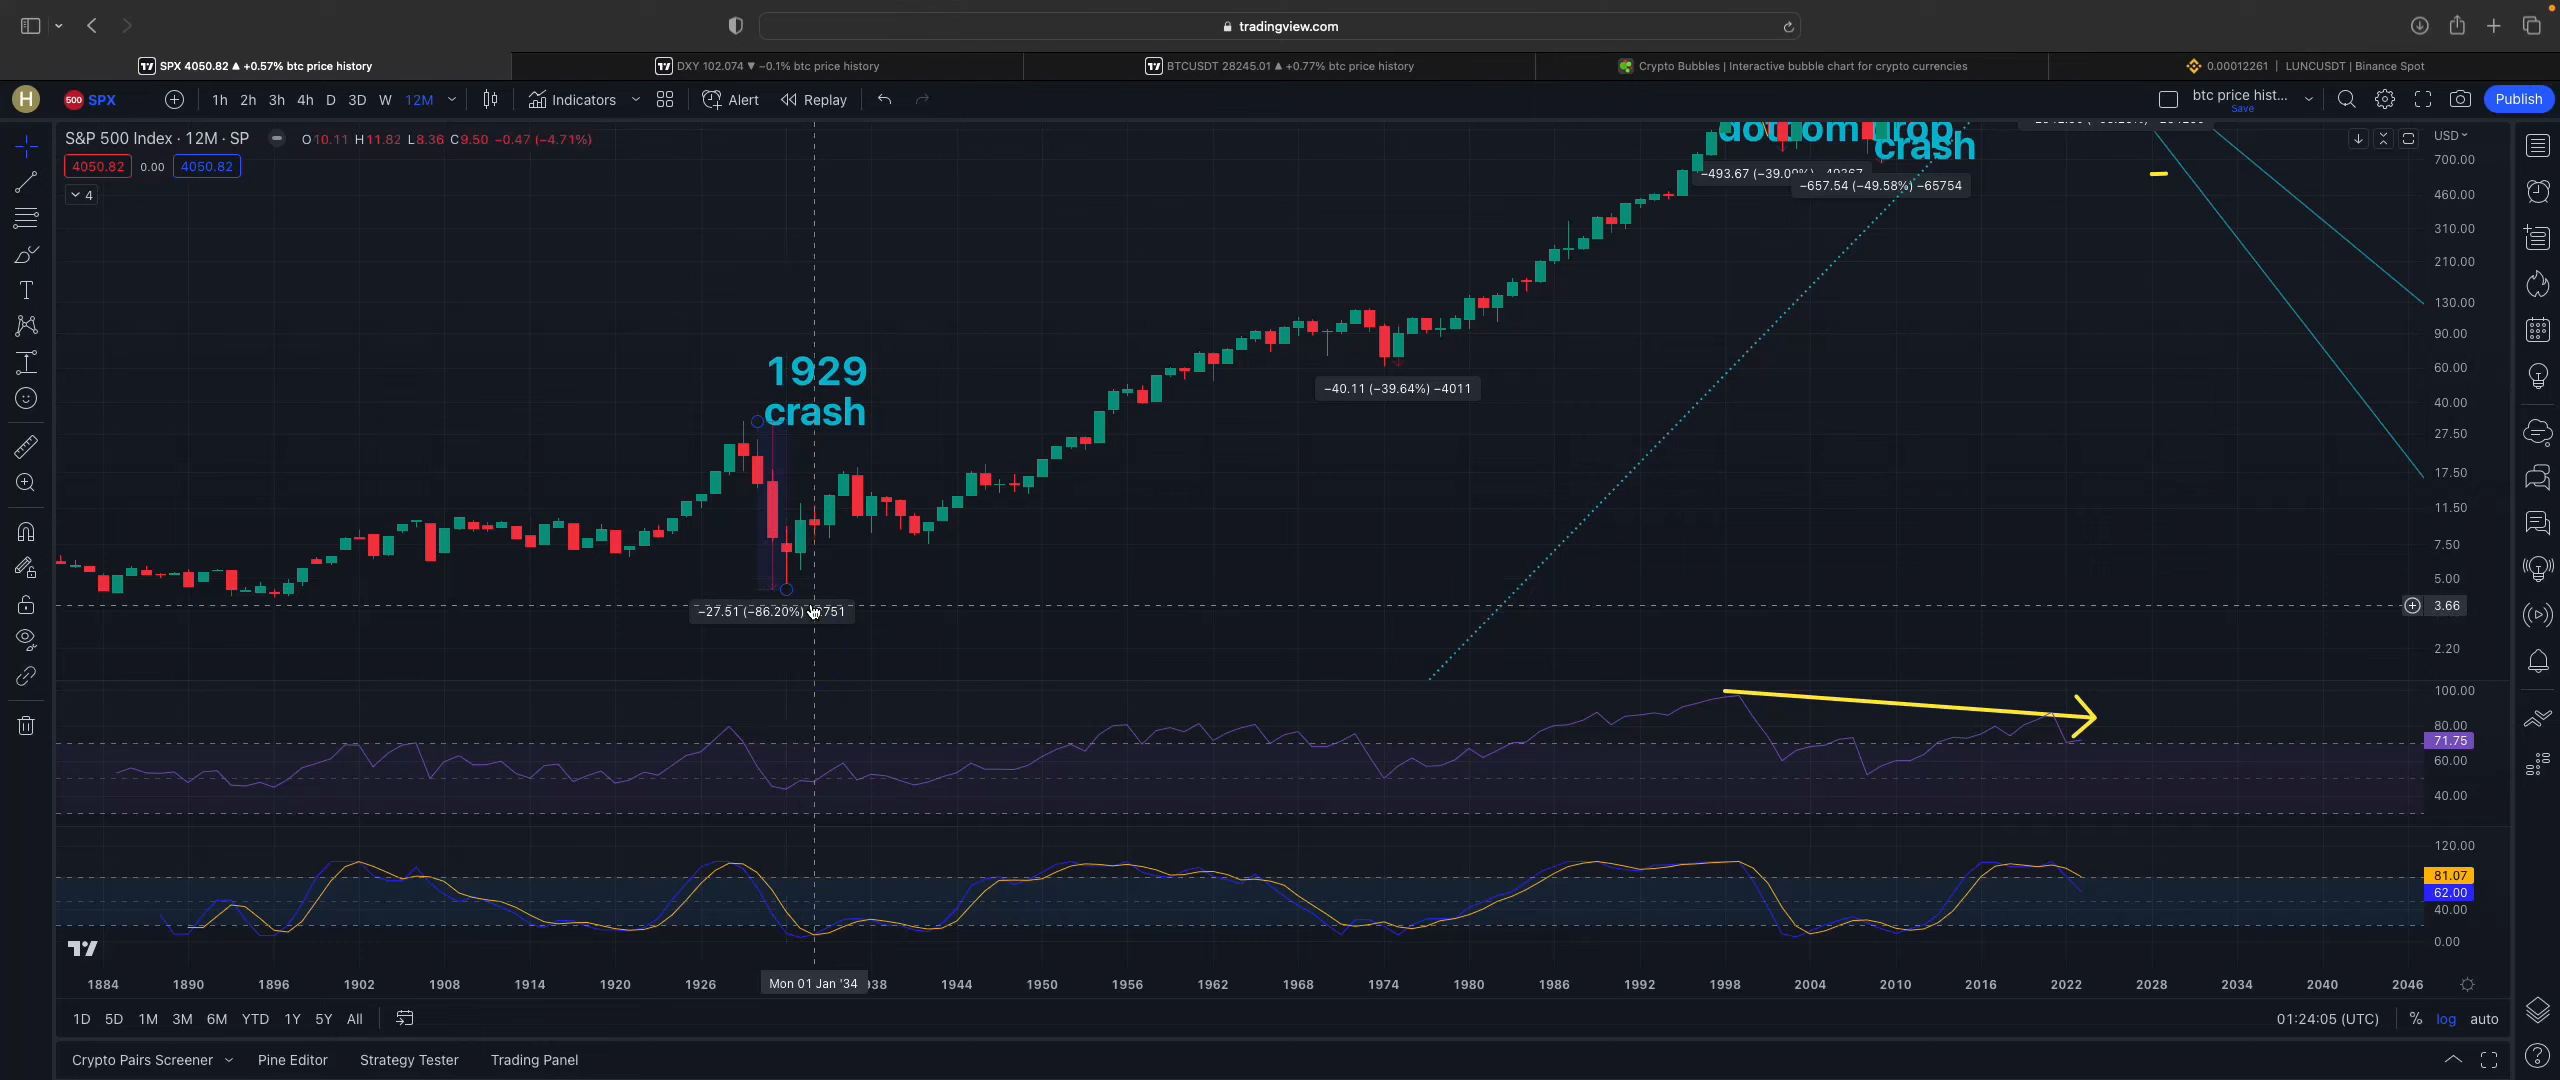 tradingview.com
SPX 4050.82 ▲ +0.57% btc price history
DXY 102.074 ▼ −0.1% btc price history
BTCUSDT 28245.01 ▲ +0.77% btc price history
Crypto Bubbles | Interactive bubble chart for crypto currencies
0.00012261 | LUNCUSDT | Binance Spot
H
500 SPX
1h 2h 3h 4h D 3D W 12M
Indicators
Alert
Replay
btc price hist...
Save
Publish
S&P 500 Index · 12M · SP
O10.11 H11.82 L8.36 C9.50 −0.47 (−4.71%)
4050.82 0.00 4050.82
4
USD
bottom drop
crash
−493.67 (−39.09%) −49367
−657.54 (−49.58%) −65754
1929
crash
−40.11 (−39.64%) −4011
−27.51 (−86.20%) −2751
700.00
460.00
310.00
210.00
130.00
90.00
60.00
40.00
27.50
17.50
11.50
7.50
5.00
3.66
2.20
100.00
80.00
71.75
60.00
40.00
120.00
81.07
62.00
40.00
0.00
1884 1890 1896 1902 1908 1914 1920 1926 Mon 01 Jan '34 38 1944 1950 1956 1962 1968 1974 1980 1986 1992 1998 2004 2010 2016 2022 2028 2034 2040 2046
1D 5D 1M 3M 6M YTD 1Y 5Y All
01:24:05 (UTC) % log auto
Crypto Pairs Screener Pine Editor Strategy Tester Trading Panel